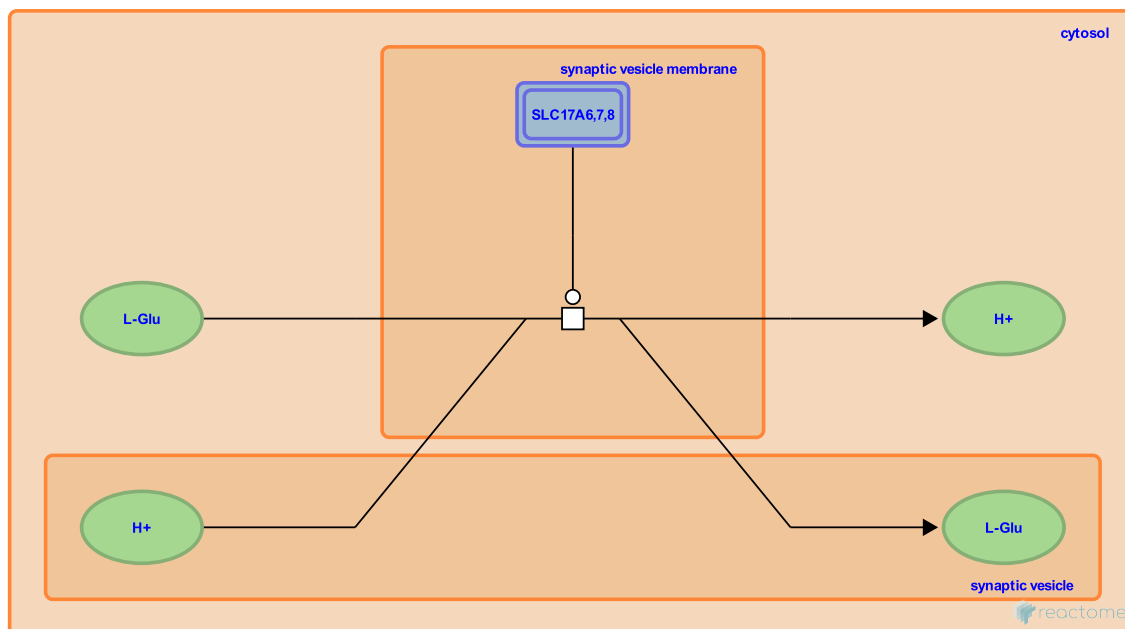 cytosol
synaptic vesicle membrane
SLC17A6,7,8
L-Glu
H+
H+
L-Glu
synaptic vesicle
reactome